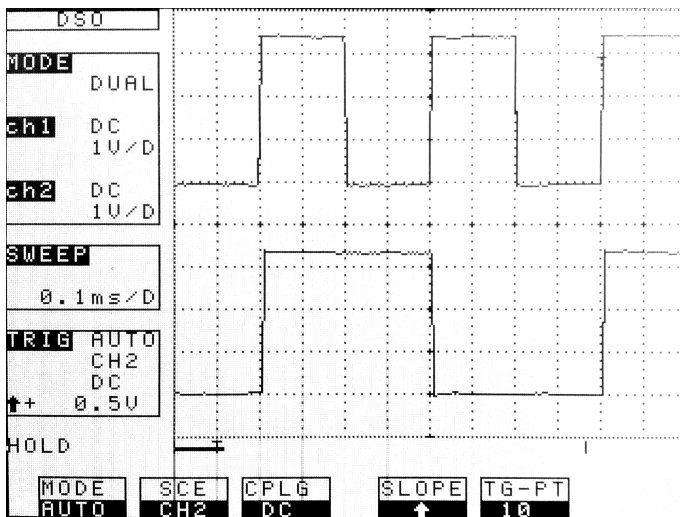 DSO
MODE
DUAL
ch1 DC
1V/D
ch2 DC
1V/D
SWEEP
0.1ms/D
TRIG AUTO
CH2
DC
↑+ 0.5V
HOLD
T
MODE SCE CPLG SLOPE TG-PT
AUTO CH2 DC ↑ 10